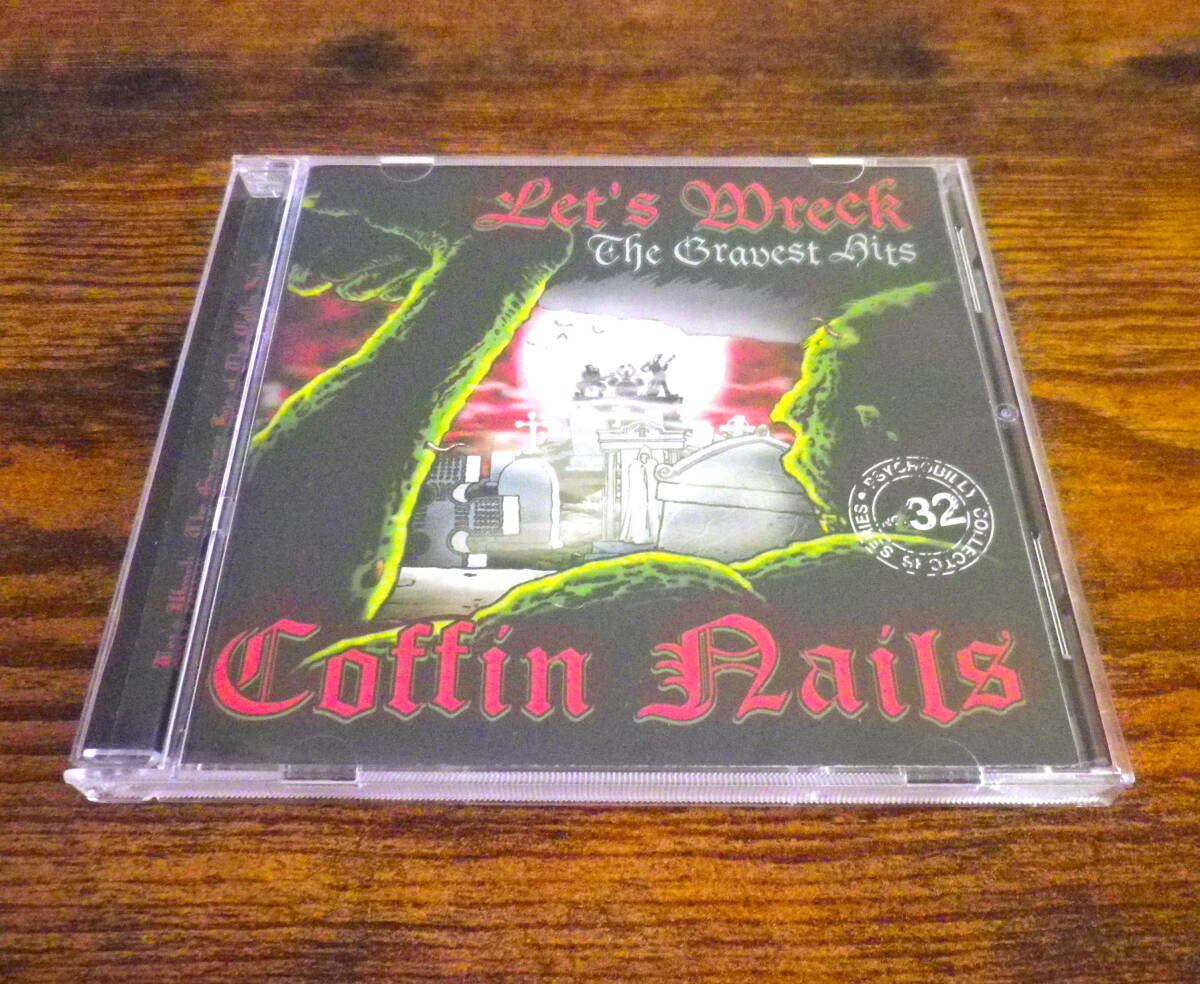 Let's Wreck
The Gravest Hits
PSYCHOBILLY COLLECTORS SERIES
32
Coffin Nails